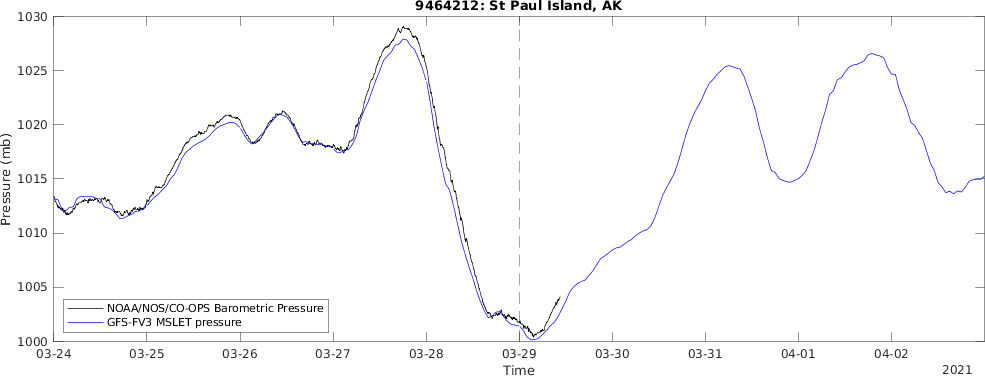 9464212: St Paul Island, AK
1030
1025
1020
1015
1010
1005
1000
Pressure (mb)
NOAA/NOS/CO-OPS Barometric Pressure
GFS-FV3 MSLET pressure
03-24 03-25 03-26 03-27 03-28 03-29 03-30 03-31 04-01 04-02
Time
2021